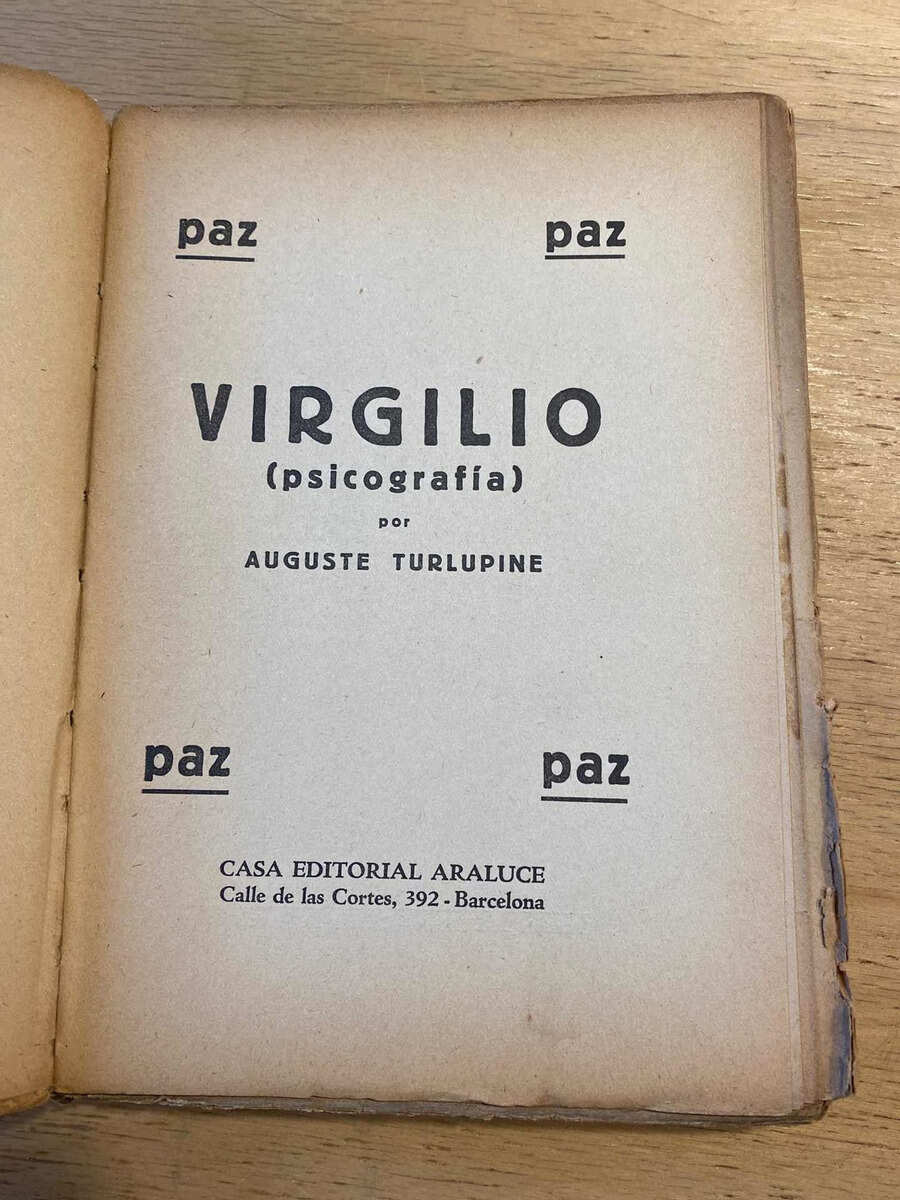 paz paz
VIRGILIO
(psicografía)
por
AUGUSTE TURLUPINE
paz paz
CASA EDITORIAL ARALUCE
Calle de las Cortes, 392 - Barcelona